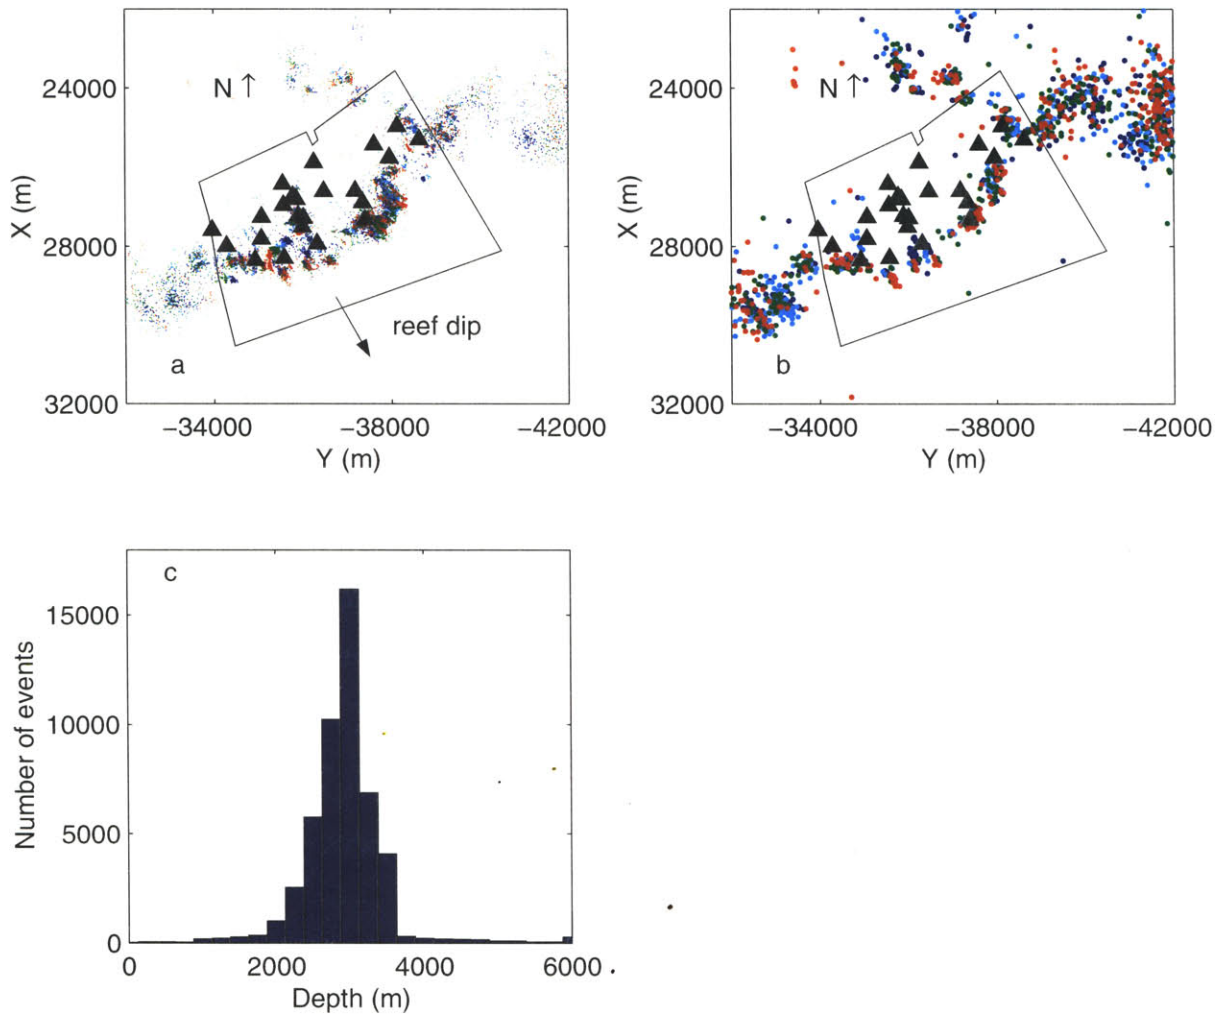 24000
28000
32000
X (m)
N ↑
reef dip
a
−34000 −38000 −42000
Y (m)
24000
28000
32000
X (m)
N ↑
b
−34000 −38000 −42000
Y (m)
c
15000
10000
5000
0
Number of events
0 2000 4000 6000
Depth (m)